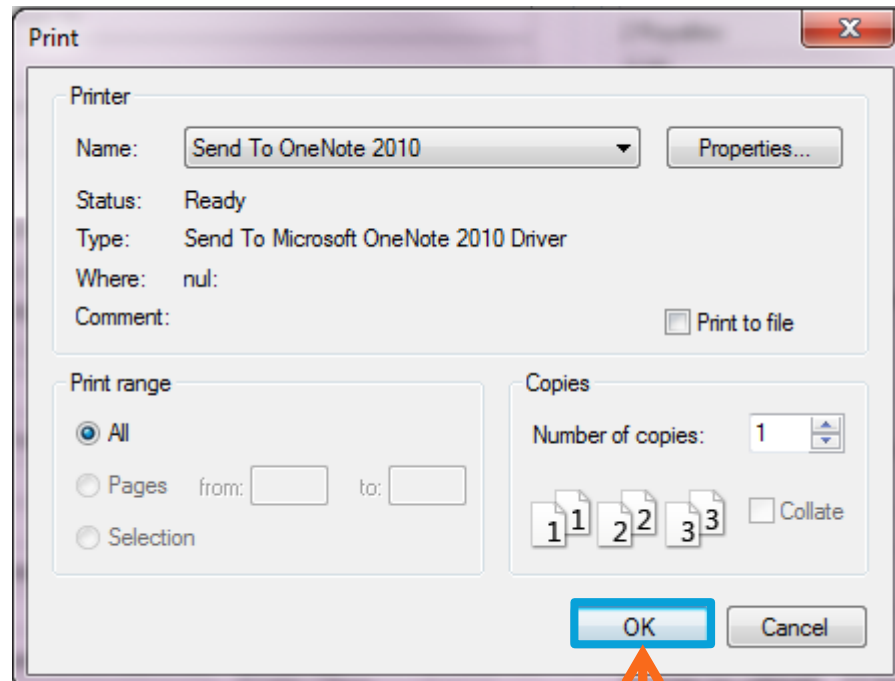 Print
Printer
Name: Send To OneNote 2010 Properties...
Status: Ready
Type: Send To Microsoft OneNote 2010 Driver
Where: nul:
Comment: Print to file
Print range
All
Pages from: to:
Selection
Copies
Number of copies: 1
1 1 2 2 3 3 Collate
OK Cancel